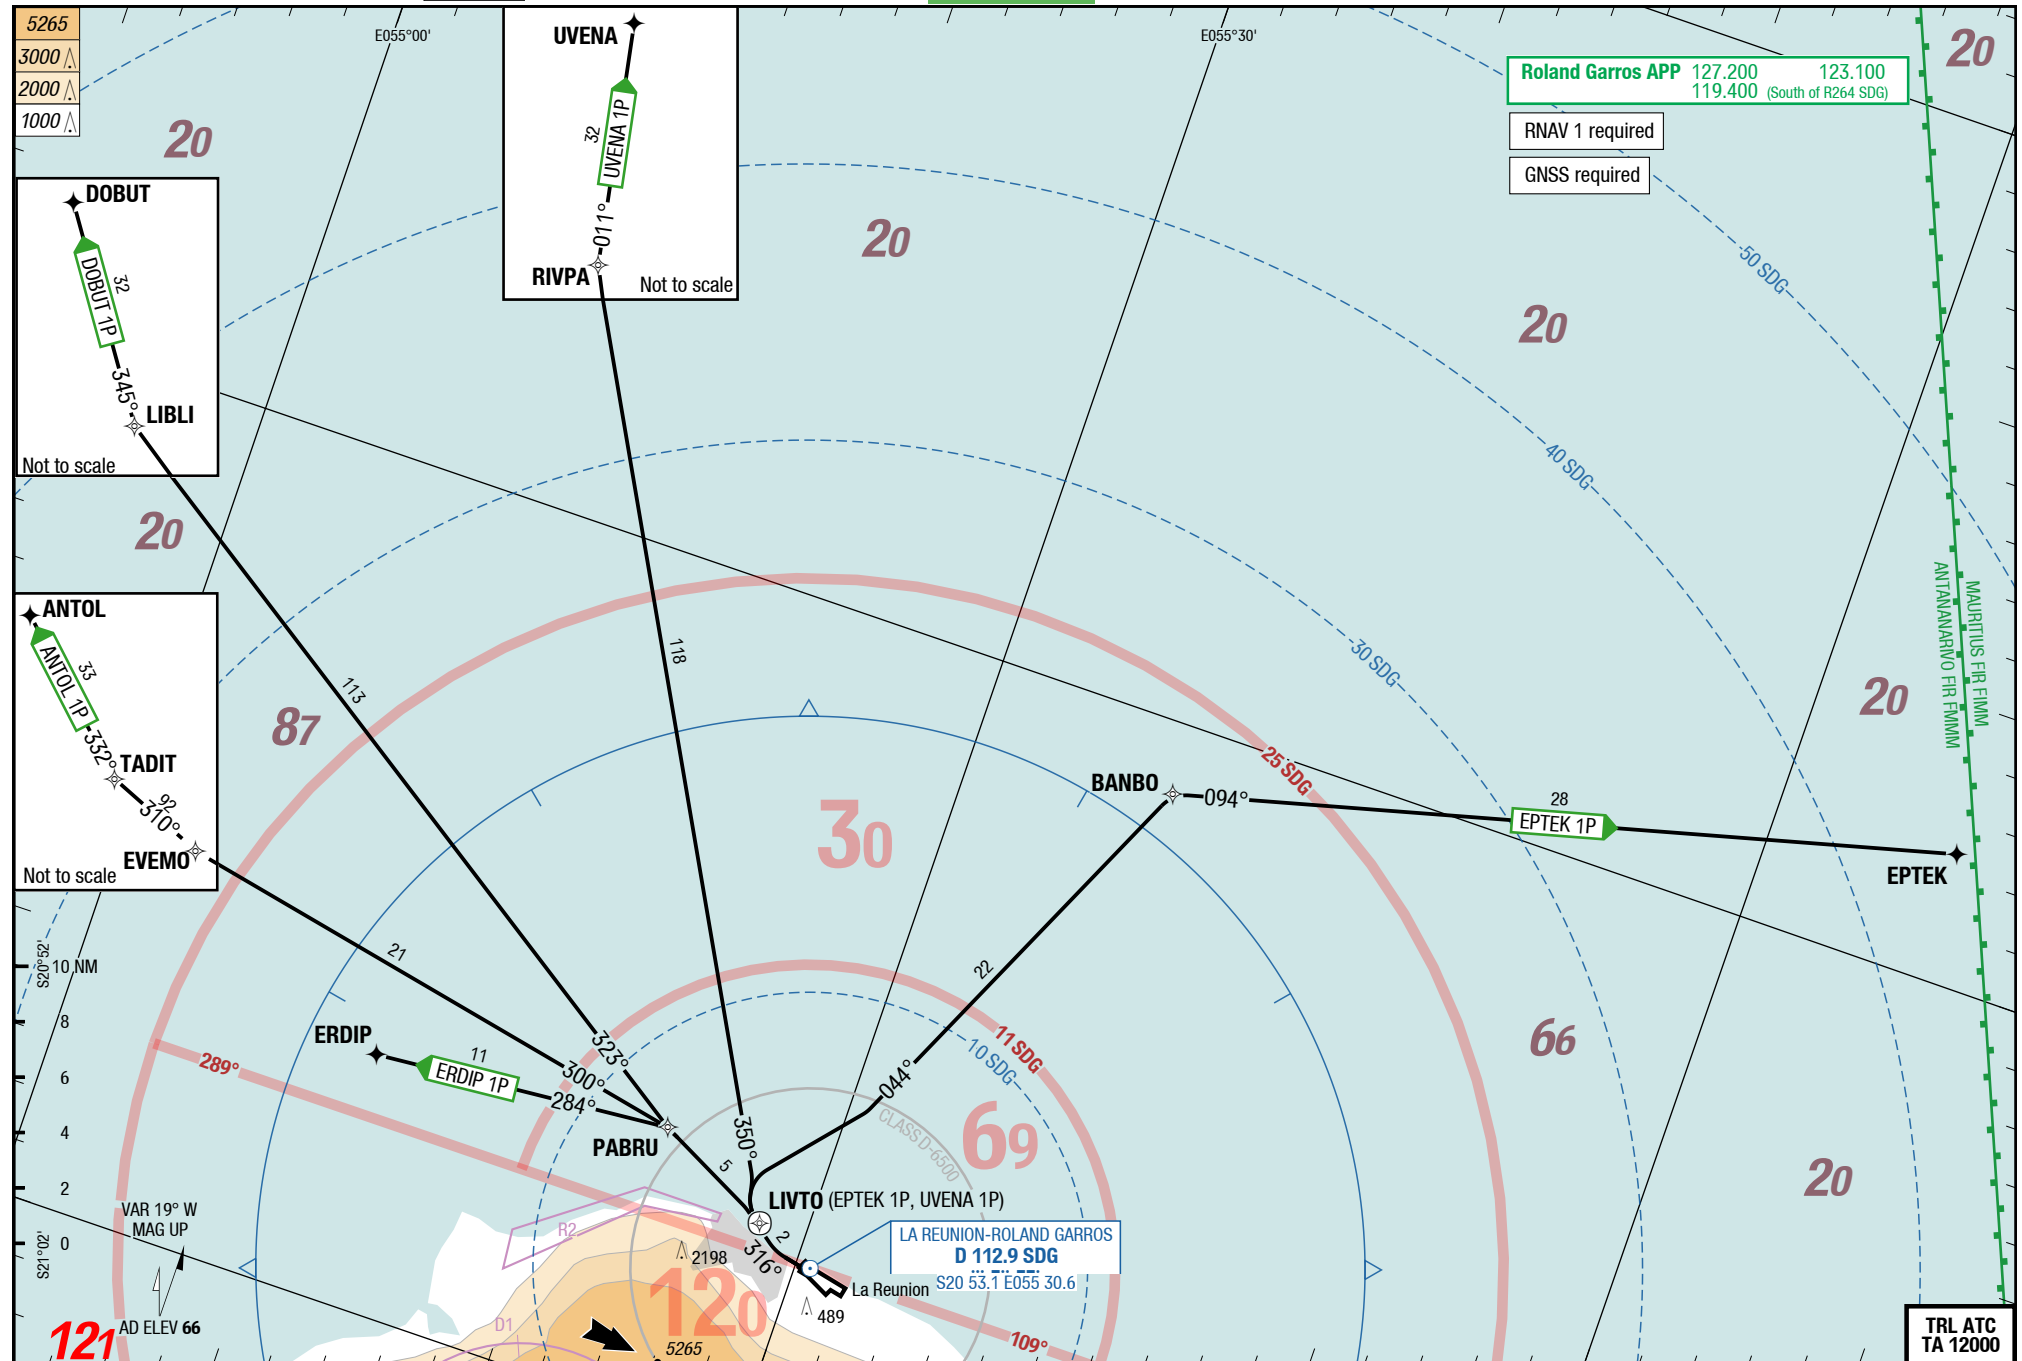 5265
3000
2000
1000
E055°00'
E055°30'
UVENA
UVENA 1P
32
011°
RIVPA
Not to scale
Roland Garros APP 127.200 123.100
119.400 (South of R264 SDG)
RNAV 1 required
GNSS required
20
20
20
20
20
20
20
20
DOBUT
DOBUT 1P
32
345°
LIBLI
Not to scale
50 SDG
40 SDG
30 SDG
25 SDG
11 SDG
10 SDG
MAURITIUS FIR FIMM
ANTANANARIVO FIR FMMM
ANTOL
ANTOL 1P
33
332°
TADIT
92
310°
EVEMO
Not to scale
113
118
87
30
BANBO
094°
28
EPTEK 1P
EPTEK
21
22
S20°52'
10 NM
8
6
4
2
0
S21°02'
ERDIP
11
ERDIP 1P
289°
323°
300°
284°
PABRU
5
350°
044°
CLASS D-6500
69
66
LIVTO (EPTEK 1P, UVENA 1P)
2
316°
LA REUNION-ROLAND GARROS
D 112.9 SDG
S20 53.1 E055 30.6
La Reunion
R2
2198
489
120
D1
5265
109°
VAR 19° W
MAG UP
AD ELEV 66
121
TRL ATC
TA 12000